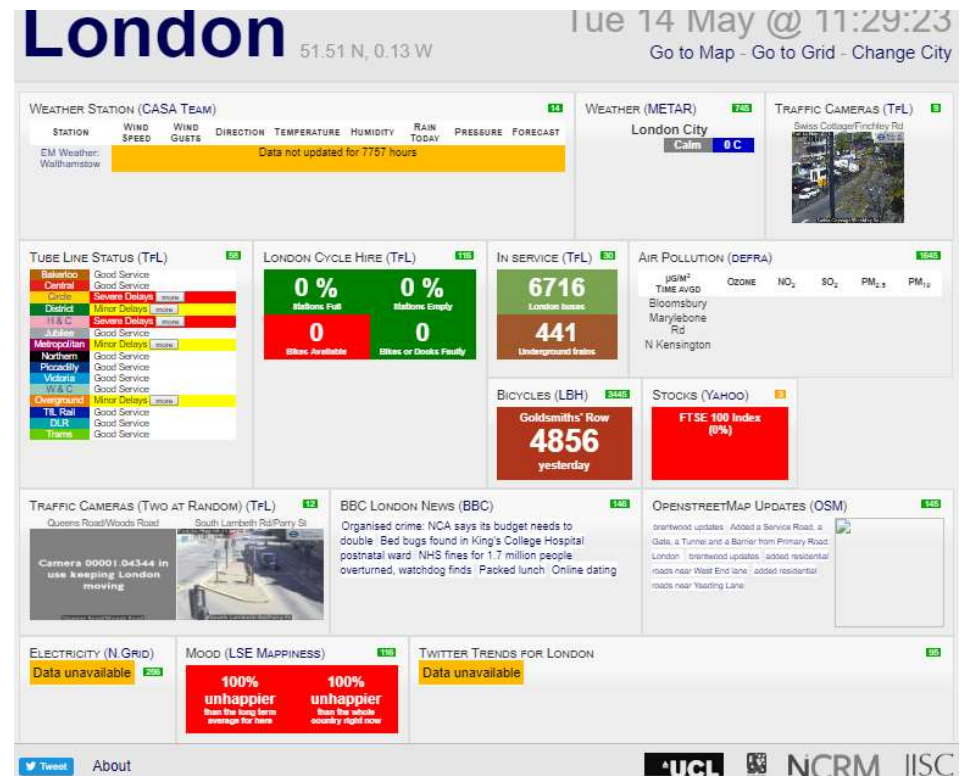 London 51.51 N, 0.13 W
Tue 14 May @ 11:29:23
Go to Map - Go to Grid - Change City
WEATHER STATION (CASA TEAM) 14
STATION WIND SPEED WIND GUSTS DIRECTION TEMPERATURE HUMIDITY RAIN TODAY PRESSURE FORECAST
EM Weather: Walthamstow
Data not updated for 7757 hours
WEATHER (METAR) 745
London City
Calm 0 C
TRAFFIC CAMERAS (TFL) 9
Swiss Cottage/Finchley Rd
TUBE LINE STATUS (TFL) 58
Bakerloo Good Service
Central Good Service
Circle Severe Delays more
District Minor Delays more
H & C Severe Delays more
Jubilee Good Service
Metropolitan Minor Delays more
Northern Good Service
Piccadilly Good Service
Victoria Good Service
W & C Good Service
Overground Minor Delays more
TfL Rail Good Service
DLR Good Service
Trams Good Service
LONDON CYCLE HIRE (TFL) 116
0 % Stations Full
0 % Stations Empty
0 Bikes Available
0 Bikes or Docks Faulty
IN SERVICE (TFL) 30
6716
London buses
441
Underground trains
AIR POLLUTION (DEFRA) 1645
µG/M³ TIME AVGD OZONE NO₂ SO₂ PM₂.₅ PM₁₀
Bloomsbury
Marylebone
Rd
N Kensington
BICYCLES (LBH) 3445
Goldsmiths' Row
4856
yesterday
STOCKS (YAHOO) 3
FTSE 100 Index
(0%)
TRAFFIC CAMERAS (TWO AT RANDOM) (TFL) 12
Queens Road/Woods Road South Lambeth Rd/Parry St
Camera 00001.04344 in
use keeping London
moving
BBC LONDON NEWS (BBC) 146
Organised crime: NCA says its budget needs to
double Bed bugs found in King's College Hospital
postnatal ward NHS fines for 1.7 million people
overturned, watchdog finds Packed lunch Online dating
OPENSTREETMAP UPDATES (OSM) 145
brentwood updates Added a Service Road, a
Gate, a Tunnel and a Barrier from Primary Road.
London brentwood updates added residential
roads near West End lane added residential
roads near Yeading Lane
ELECTRICITY (N.GRID)
Data unavailable 296
MOOD (LSE MAPPINESS) 116
100%
unhappier
than the long term
average for here
100%
unhappier
than the whole
country right now
TWITTER TRENDS FOR LONDON 95
Data unavailable
Tweet About
UCL NCRM IISC